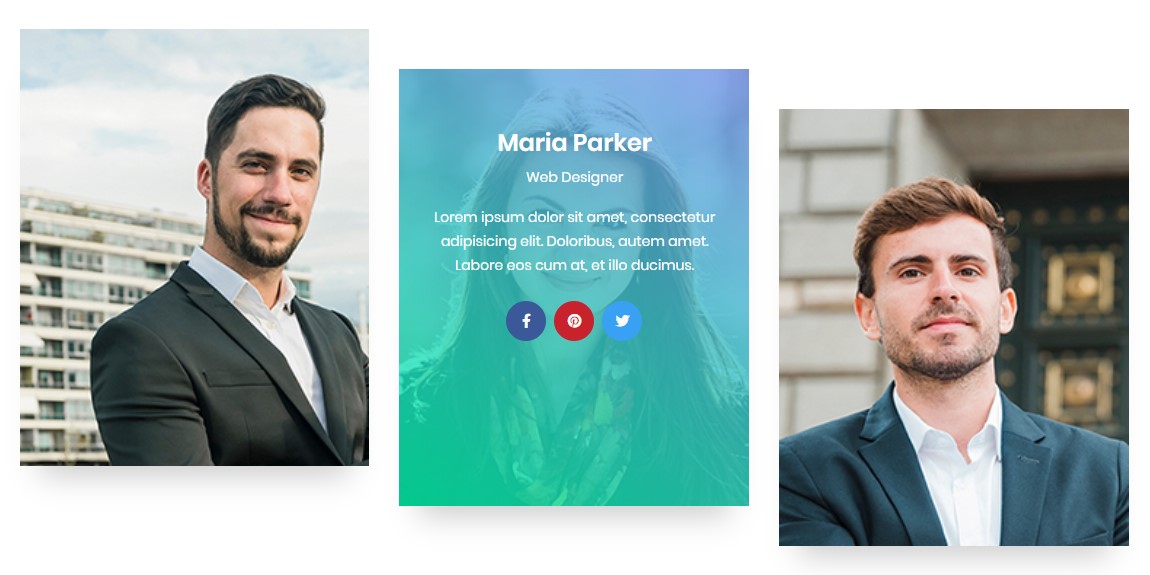 Maria Parker
Web Designer
Lorem ipsum dolor sit amet, consectetur
adipisicing elit. Doloribus, autem amet.
Labore eos cum at, et illo ducimus.